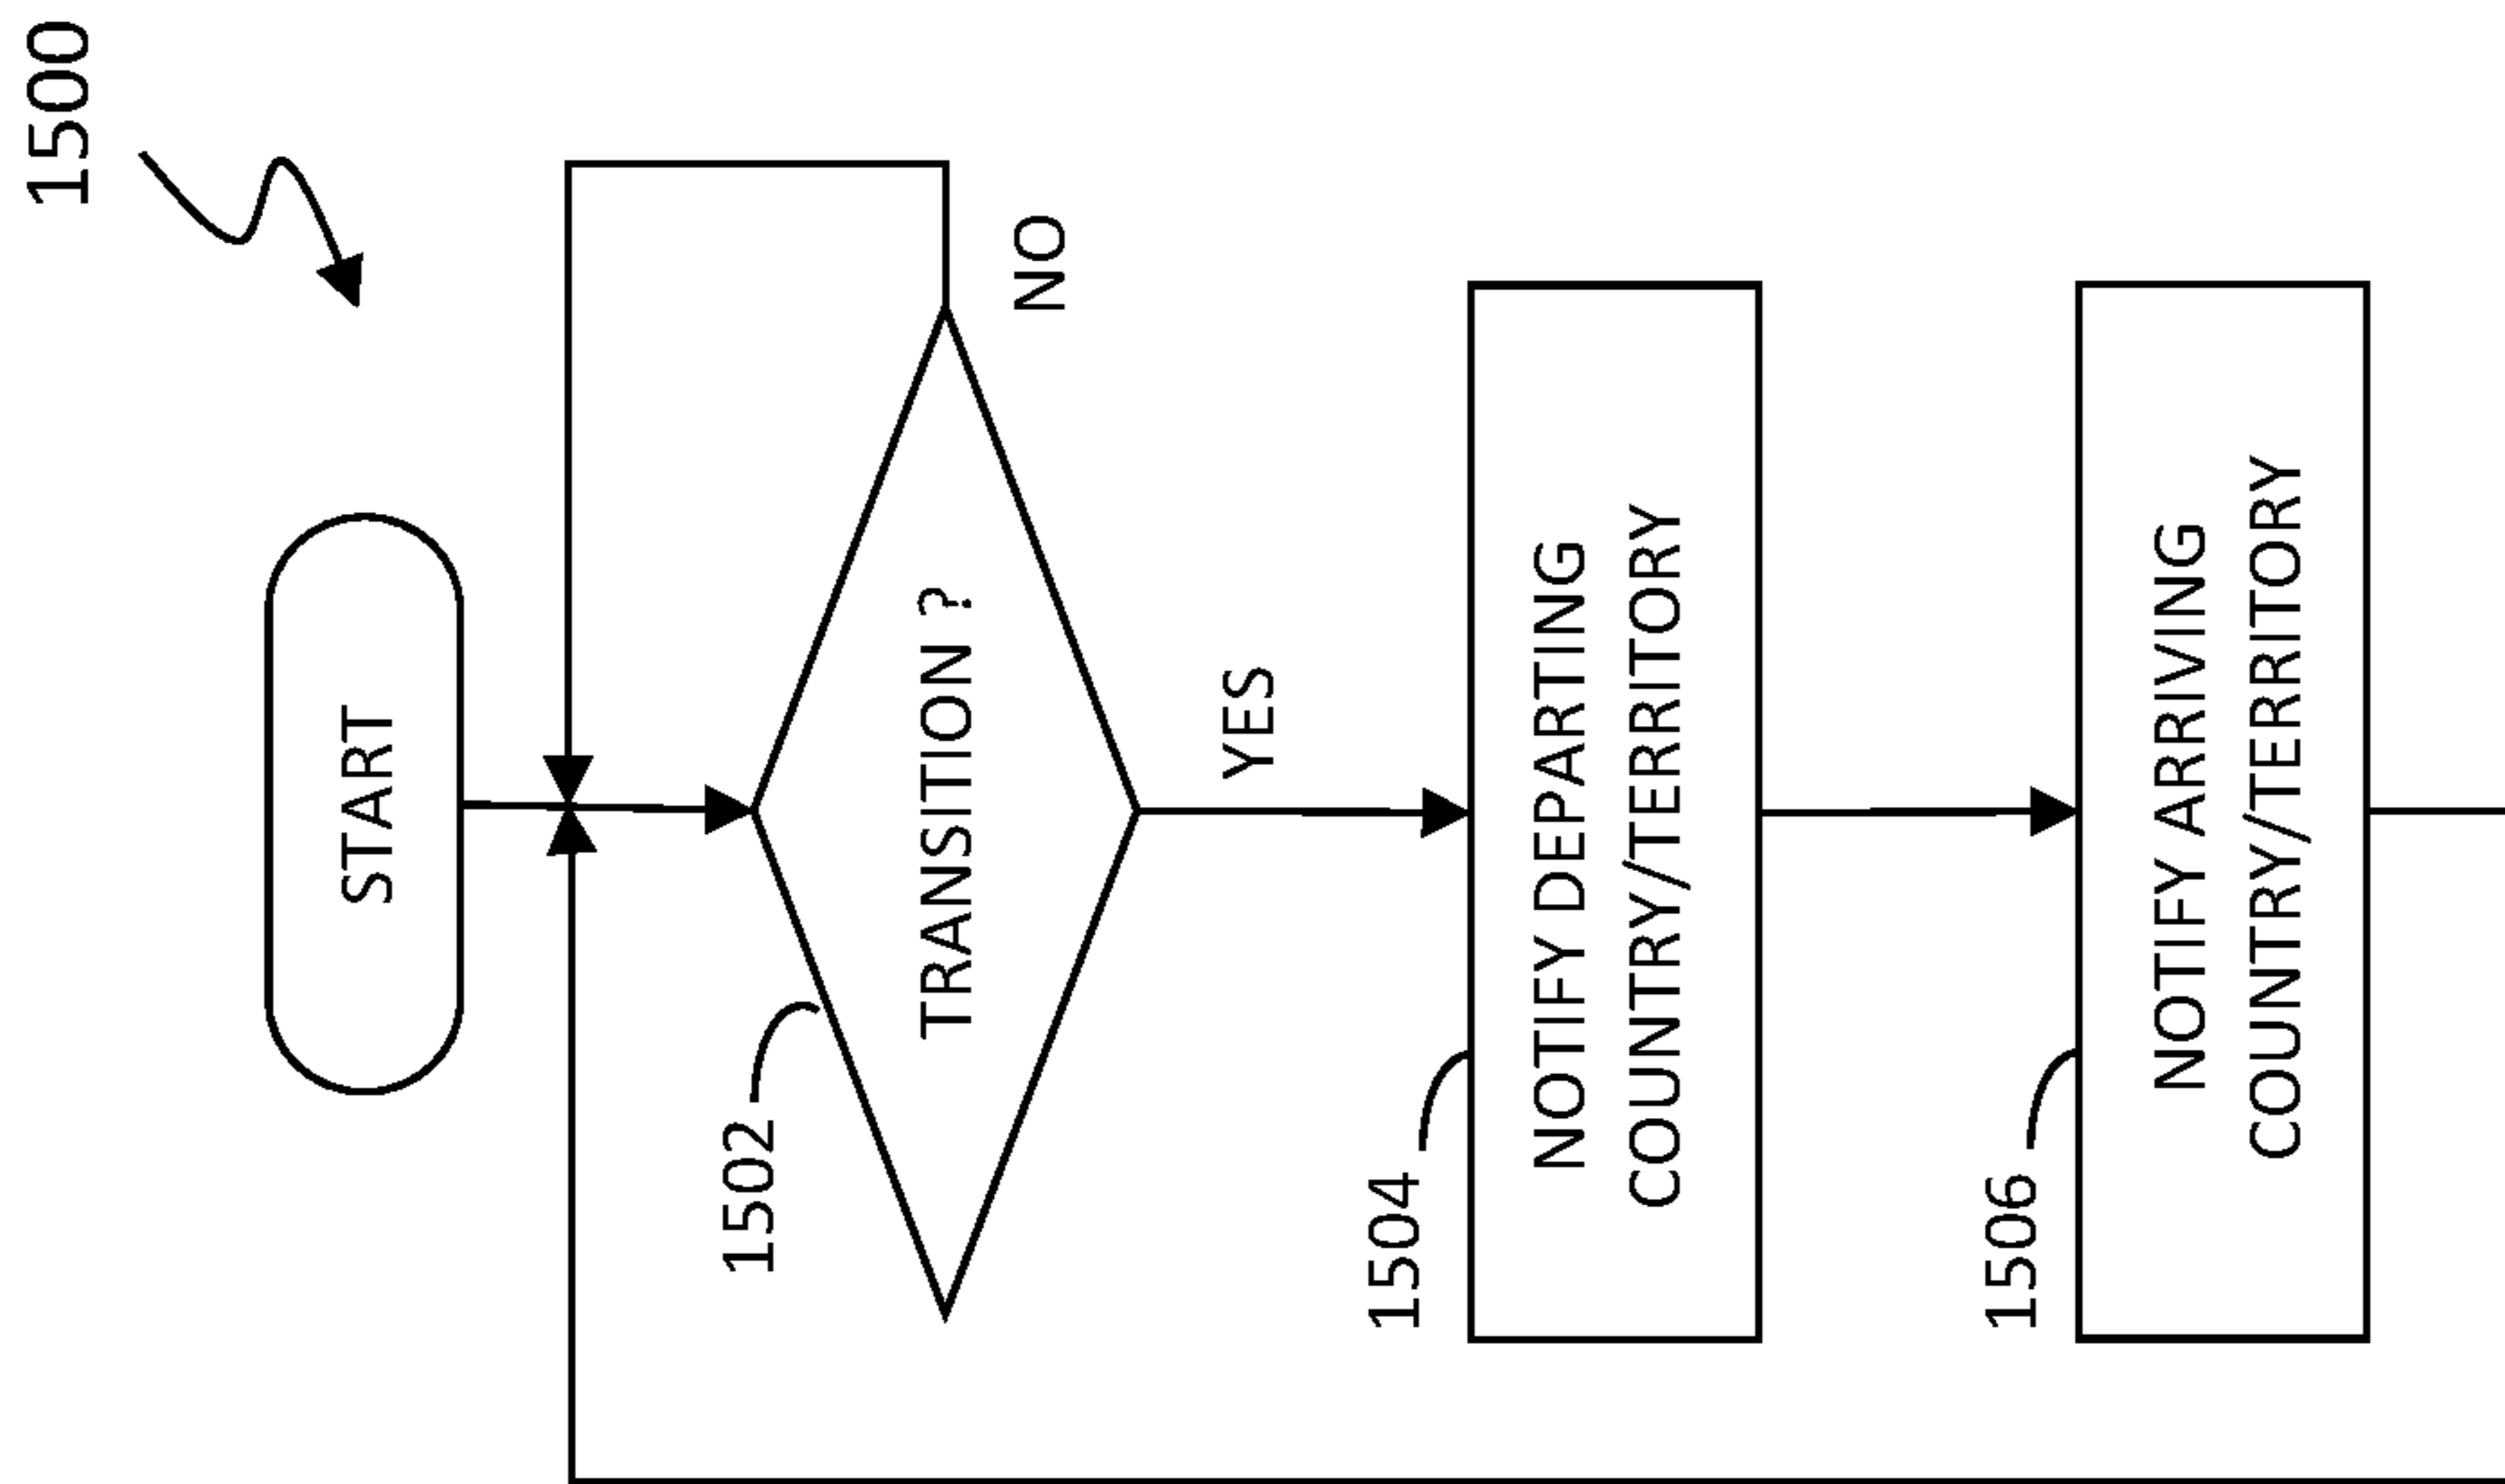 1500
START
1502
TRANSITION ?
NO
YES
1504
NOTIFY DEPARTING
COUNTRY/TERRITORY
1506
NOTIFY ARRIVING
COUNTRY/TERRITORY